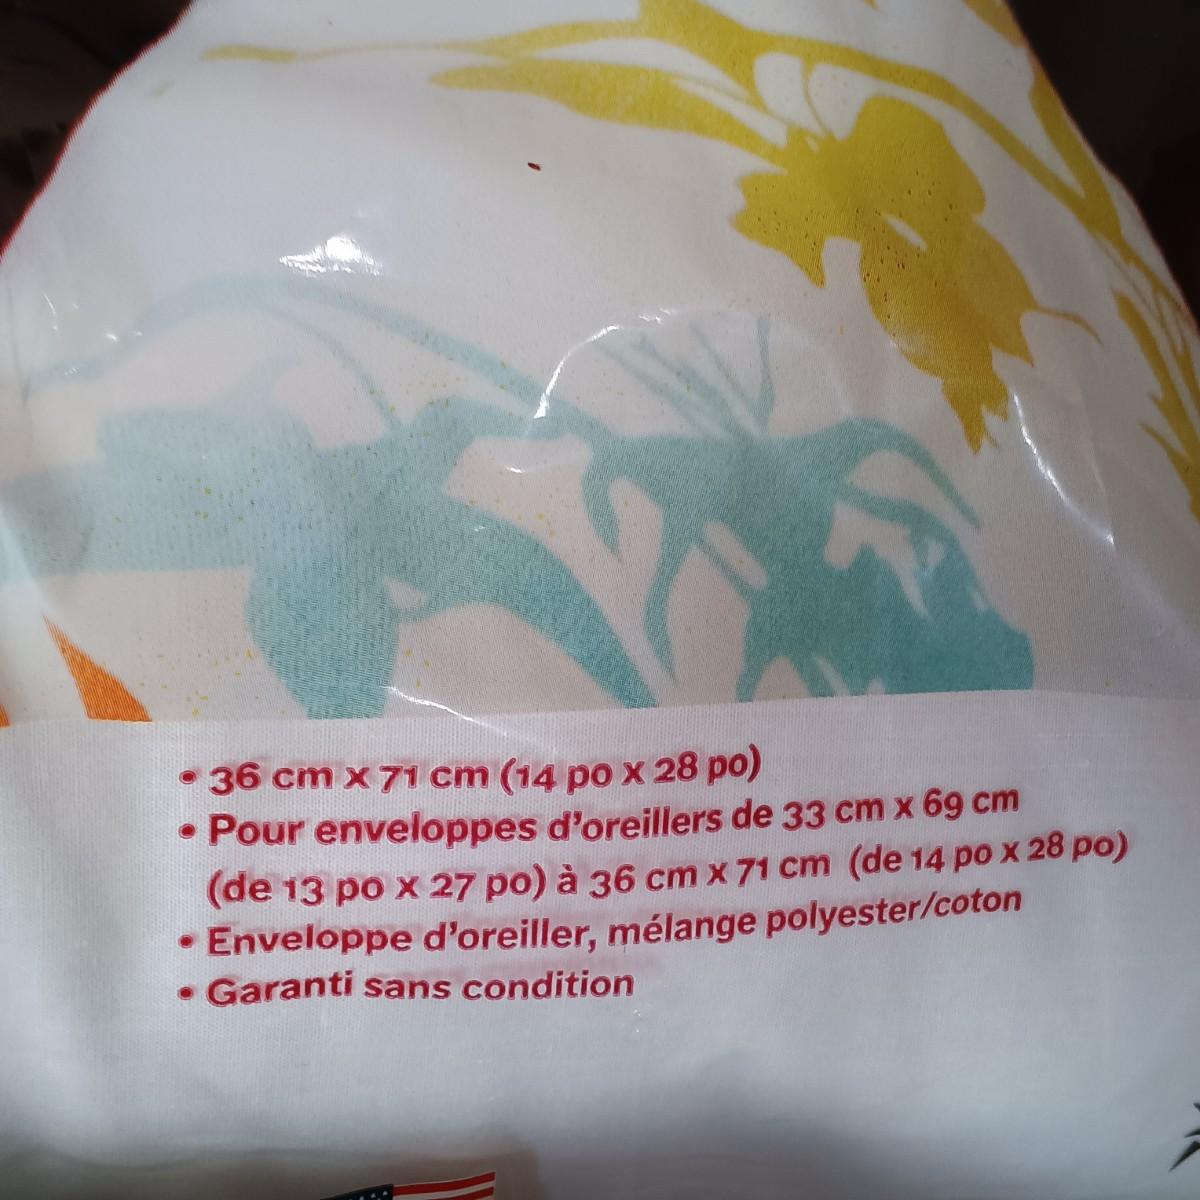 • 36 cm x 71 cm (14 po x 28 po)
• Pour enveloppes d'oreillers de 33 cm x 69 cm
(de 13 po x 27 po) à 36 cm x 71 cm (de 14 po x 28 po)
• Enveloppe d'oreiller, mélange polyester/coton
• Garanti sans condition